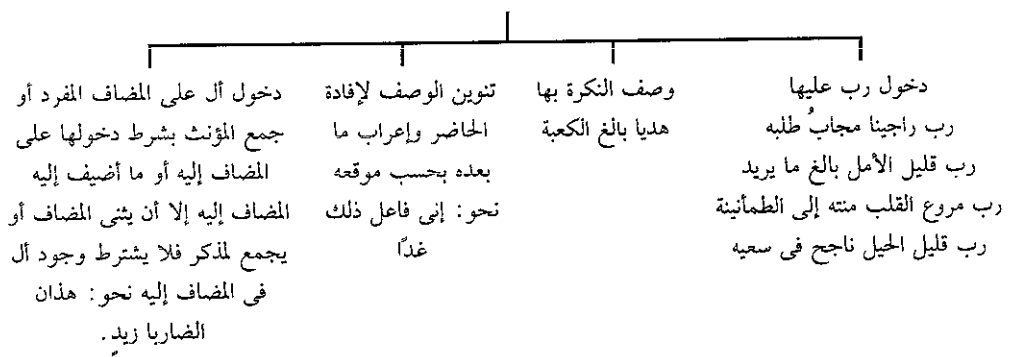 دخول رب عليها
رب راجينا مجابُ طلبه
رب قليل الأمل بالغ ما يريد
رب مروع القلب منته إلى الطمأنينة
رب قليل الحيل ناجح فى سعيه
وصف النكرة بها
هديا بالغ الكعبة
تنوين الوصف لإفادة
الحاضر وإعراب ما
بعده بحسب موقعه
نحو: إنى فاعل ذلك
غدًا
دخول أل على المضاف المفرد أو
جمع المؤنث بشرط دخولها على
المضاف إليه أو ما أضيف إليه
المضاف إليه إلا أن يثنى المضاف أو
يجمع لمذكر فلا يشترط وجود أل
فى المضاف إليه نحو: هذان
الضاربا زيدٍ.